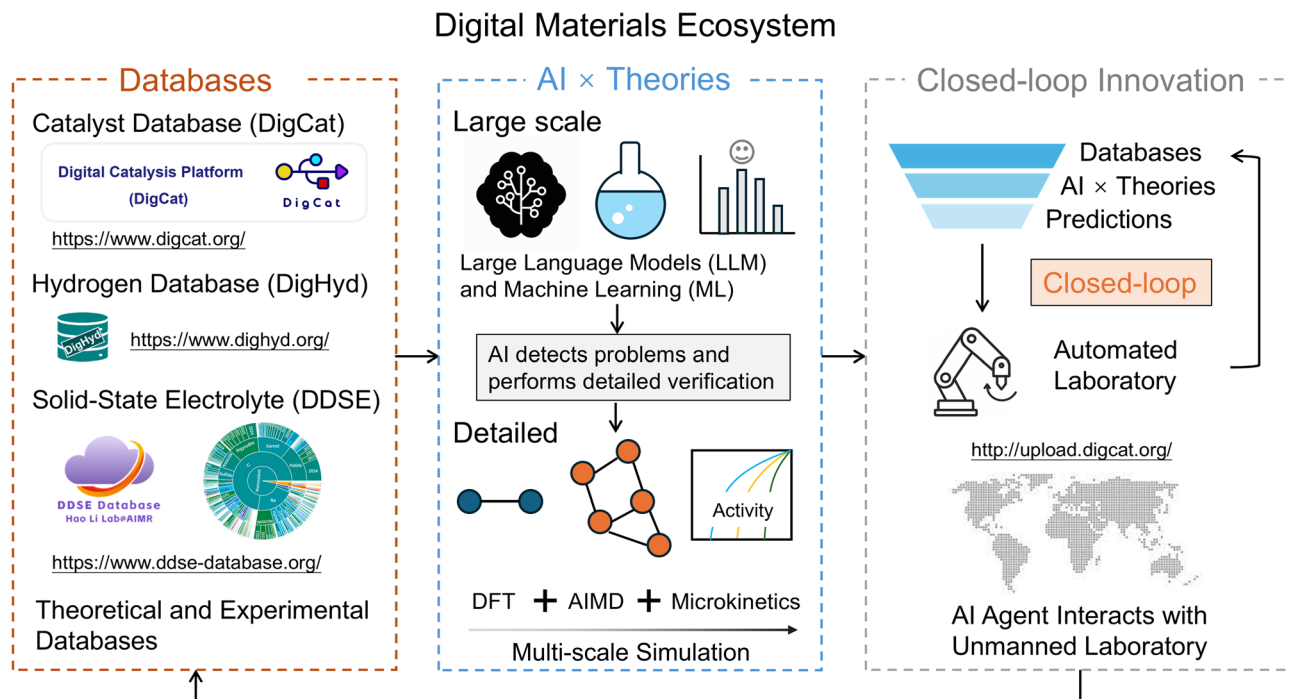 Digital Materials Ecosystem
Databases
Catalyst Database (DigCat)
Digital Catalysis Platform
(DigCat)
DigCat
https://www.digcat.org/
Hydrogen Database (DigHyd)
DigHyd
https://www.dighyd.org/
Solid-State Electrolyte (DDSE)
DDSE Database
Hao Li Lab@AIMR
https://www.ddse-database.org/
Theoretical and Experimental
Databases
AI × Theories
Large scale
Large Language Models (LLM)
and Machine Learning (ML)
AI detects problems and
performs detailed verification
Detailed
Activity
DFT + AIMD + Microkinetics
Multi-scale Simulation
Closed-loop Innovation
Databases
AI × Theories
Predictions
Closed-loop
Automated
Laboratory
http://upload.digcat.org/
AI Agent Interacts with
Unmanned Laboratory